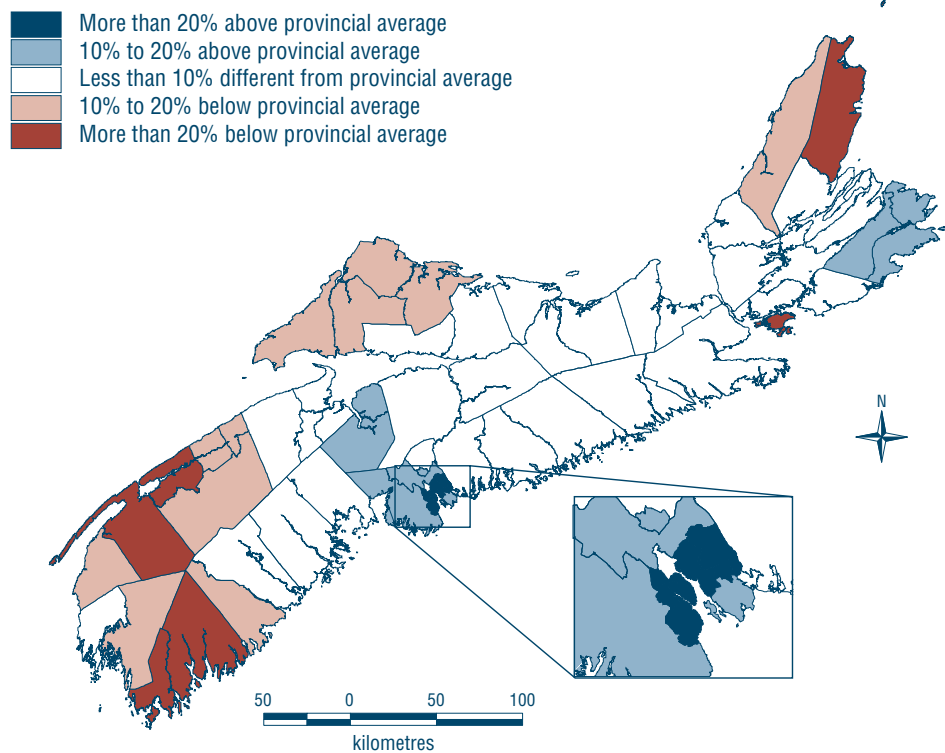 More than 20% above provincial average
10% to 20% above provincial average
Less than 10% different from provincial average
10% to 20% below provincial average
More than 20% below provincial average
N
50 0 50 100
kilometres